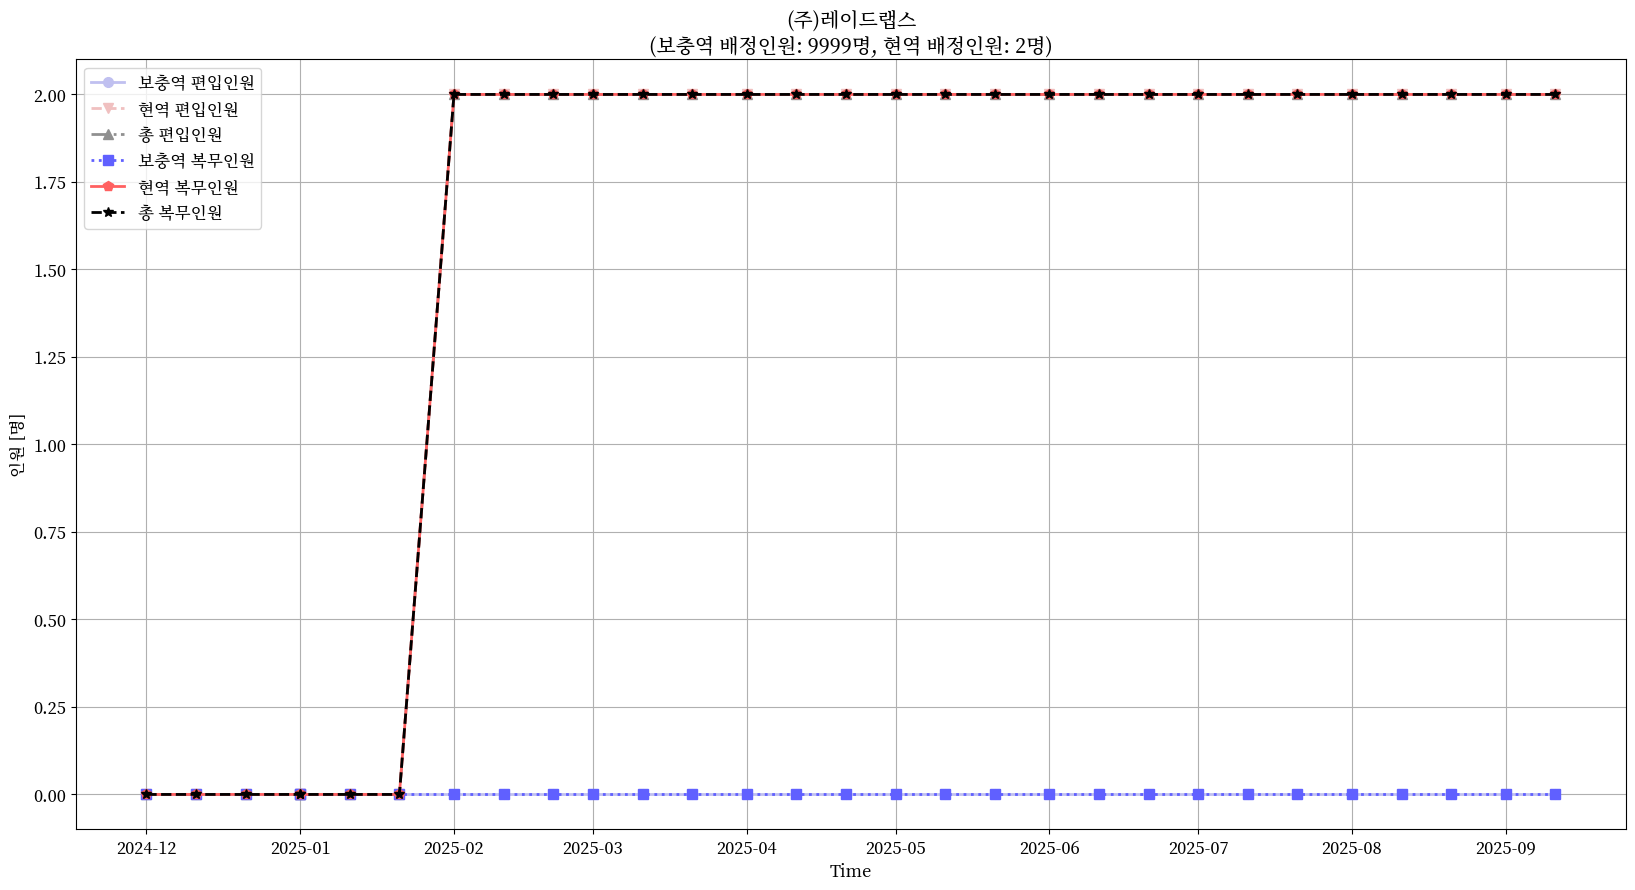 (주)레이드랩스
(보충역 배정인원: 9999명, 현역 배정인원: 2명)
보충역 편입인원
현역 편입인원
총 편입인원
보충역 복무인원
현역 복무인원
총 복무인원
인원 [명]
2.00
1.75
1.50
1.25
1.00
0.75
0.50
0.25
0.00
2024-12 2025-01 2025-02 2025-03 2025-04 2025-05 2025-06 2025-07 2025-08 2025-09
Time